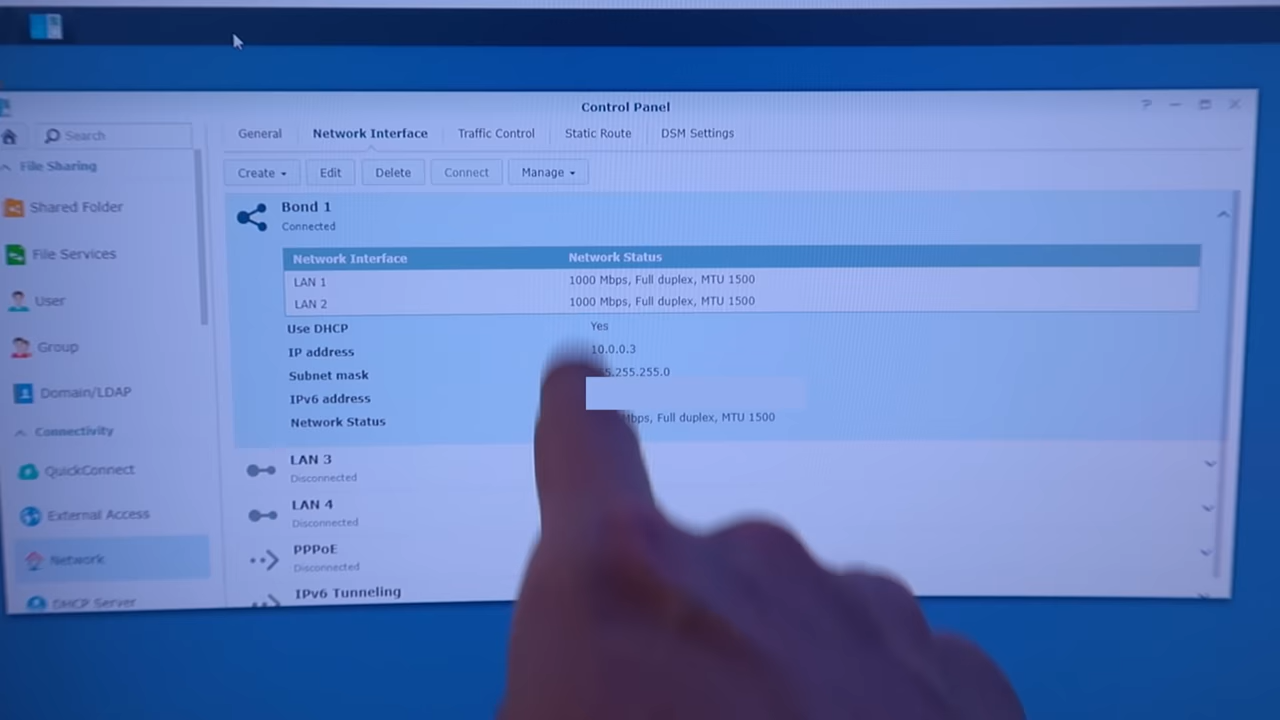 Control Panel
Search
General Network Interface Traffic Control Static Route DSM Settings
Create Edit Delete Connect Manage
File Sharing
Shared Folder
File Services
User
Group
Domain/LDAP
Connectivity
QuickConnect
External Access
Network
DHCP Server
Bond 1
Connected
Network Interface Network Status
LAN 1 1000 Mbps, Full duplex, MTU 1500
LAN 2 1000 Mbps, Full duplex, MTU 1500
Use DHCP Yes
IP address 10.0.0.3
Subnet mask 5.255.255.0
IPv6 address
Network Status Mbps, Full duplex, MTU 1500
LAN 3
Disconnected
LAN 4
Disconnected
PPPoE
Disconnected
IPv6 Tunneling